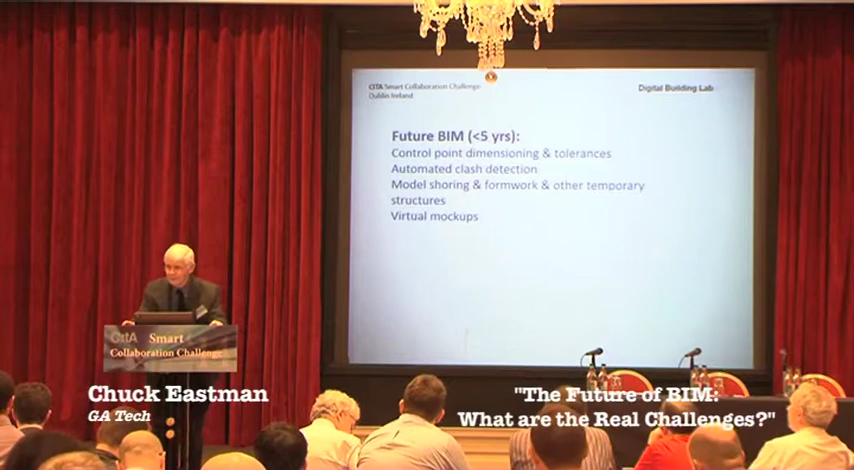 CITA Smart Collaboration Challenge
Dublin Ireland
Digital Building Lab
Future BIM (<5 yrs):
Control point dimensioning & tolerances
Automated clash detection
Model shoring & formwork & other temporary
structures
Virtual mockups
CitA Smart
Collaboration Challenge
Chuck Eastman
GA Tech
"The Future of BIM:
What are the Real Challenges?"